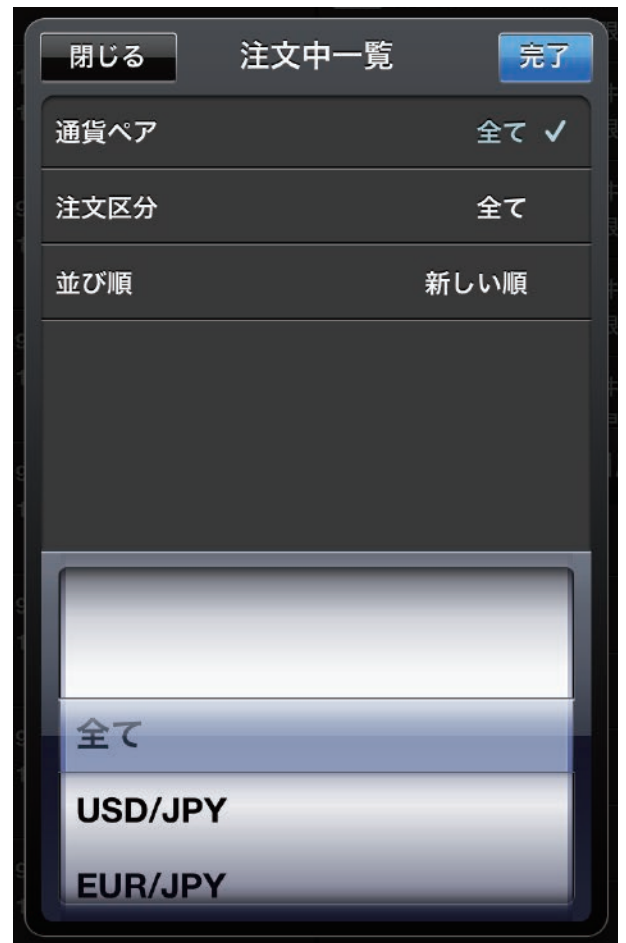 閉じる 注文中一覧 完了
通貨ペア 全て ✓
注文区分 全て
並び順 新しい順
全て
USD/JPY
EUR/JPY